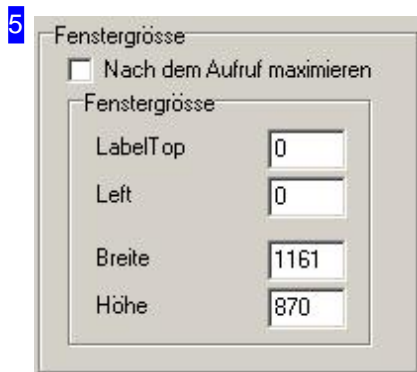 5
Fenstergrösse
Nach dem Aufruf maximieren
Fenstergrösse
LabelTop 0
Left 0
Breite 1161
Höhe 870